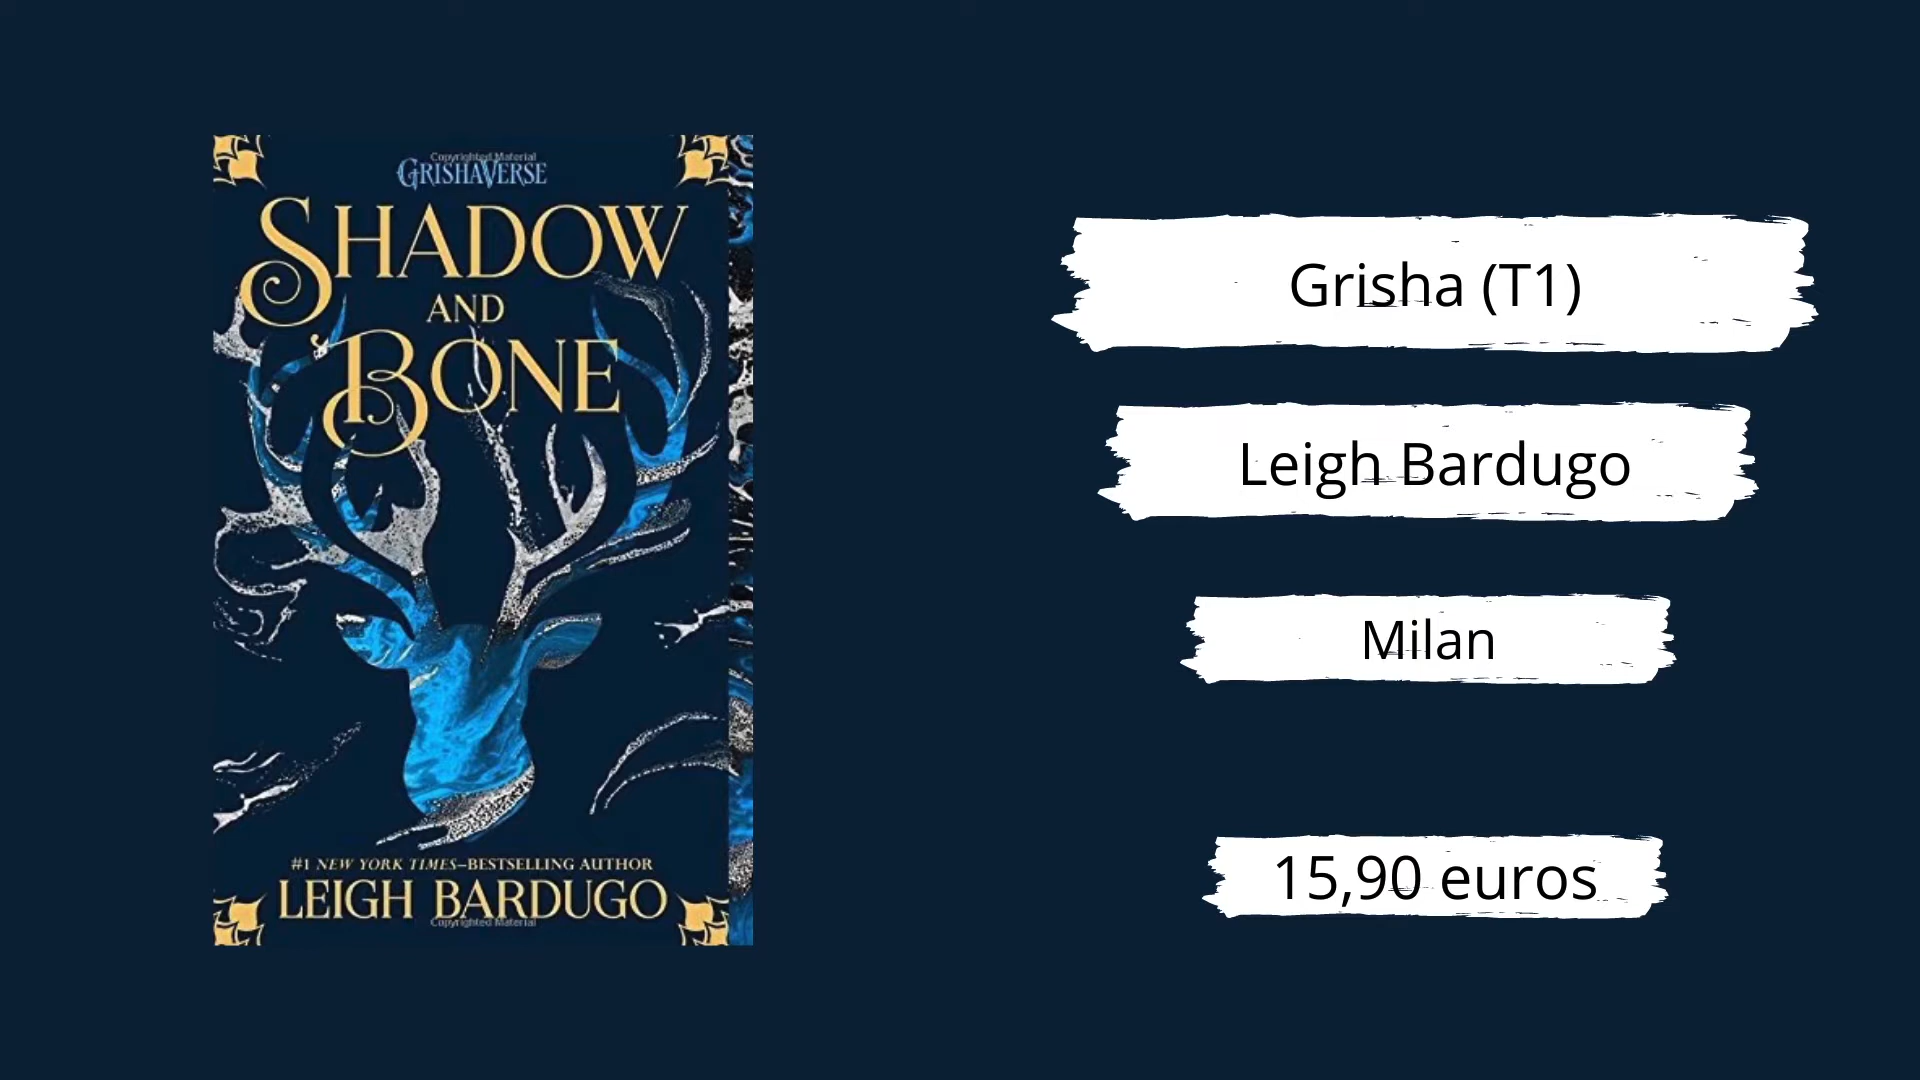 Copyrighted Material
GRISHAVERSE
SHADOW
AND
BONE
#1 NEW YORK TIMES–BESTSELLING AUTHOR
LEIGH BARDUGO
Copyrighted Material
Grisha (T1)
Leigh Bardugo
Milan
15,90 euros